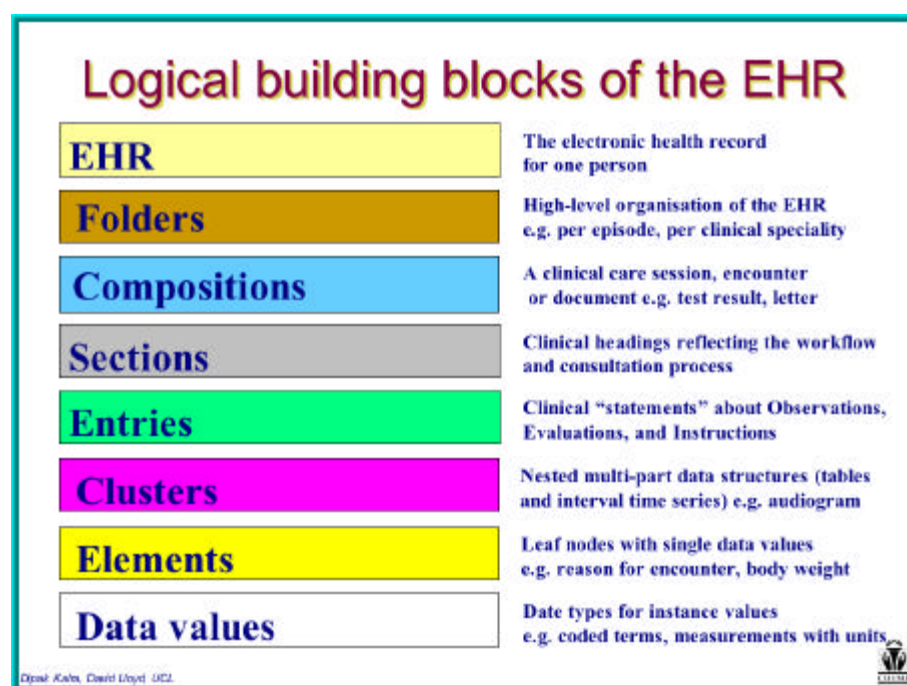 Logical building blocks of the EHR
EHR
The electronic health record
for one person
Folders
High-level organisation of the EHR
e.g. per episode, per clinical speciality
Compositions
A clinical care session, encounter
or document e.g. test result, letter
Sections
Clinical headings reflecting the workflow
and consultation process
Entries
Clinical “statements” about Observations,
Evaluations, and Instructions
Clusters
Nested multi-part data structures (tables
and interval time series) e.g. audiogram
Elements
Leaf nodes with single data values
e.g. reason for encounter, body weight
Data values
Date types for instance values
e.g. coded terms, measurements with units
David Lloyd, UCL